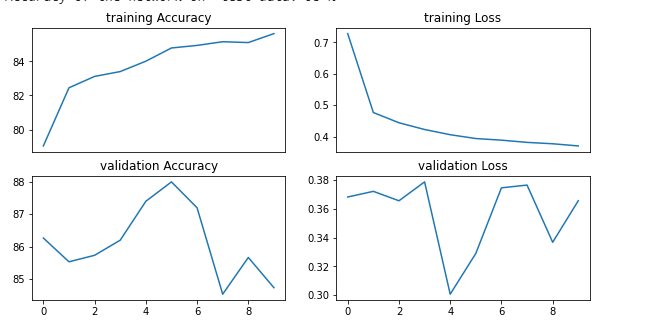 training Accuracy
training Loss
84
82
80
0.7
0.6
0.5
0.4
validation Accuracy
validation Loss
88
87
86
85
0.38
0.36
0.34
0.32
0.30
0 2 4 6 8
0 2 4 6 8